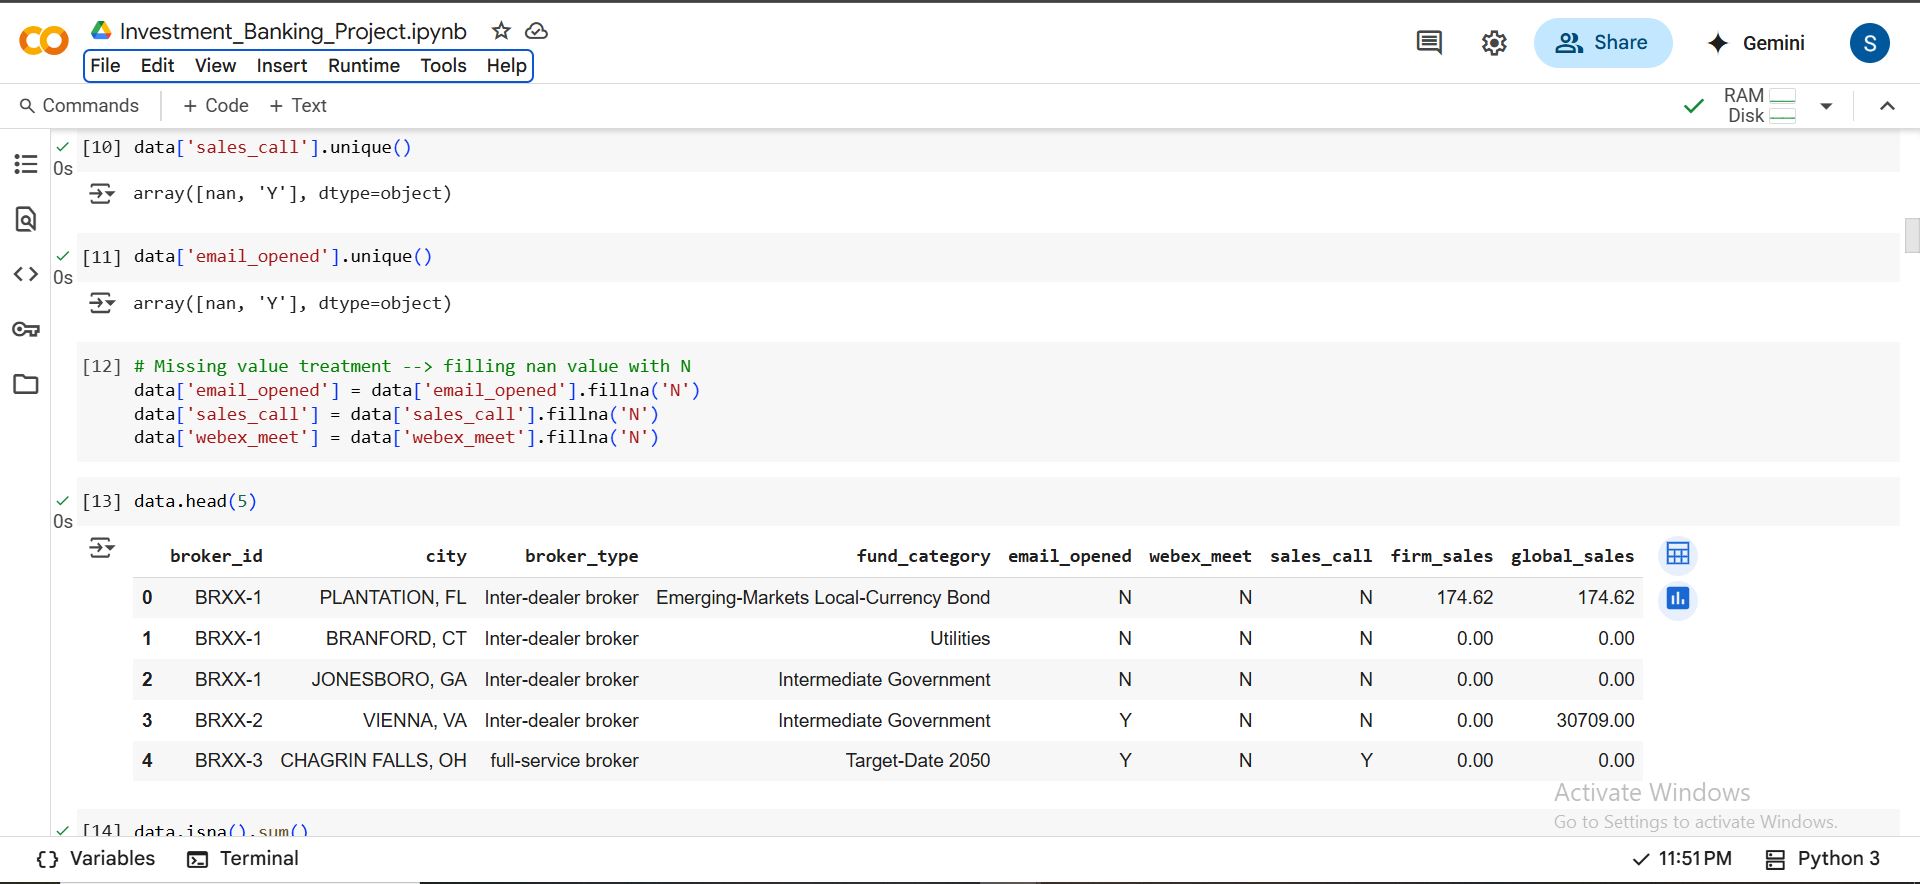 Investment_Banking_Project.ipynb
File Edit View Insert Runtime Tools Help
Share
Gemini
S
Commands + Code + Text
RAM
Disk
[10] data['sales_call'].unique()
0s
array([nan, 'Y'], dtype=object)
[11] data['email_opened'].unique()
0s
array([nan, 'Y'], dtype=object)
[12] # Missing value treatment --> filling nan value with N
data['email_opened'] = data['email_opened'].fillna('N')
data['sales_call'] = data['sales_call'].fillna('N')
data['webex_meet'] = data['webex_meet'].fillna('N')
[13] data.head(5)
0s
broker_id city broker_type fund_category email_opened webex_meet sales_call firm_sales global_sales
0 BRXX-1 PLANTATION, FL Inter-dealer broker Emerging-Markets Local-Currency Bond N N N 174.62 174.62
1 BRXX-1 BRANFORD, CT Inter-dealer broker Utilities N N N 0.00 0.00
2 BRXX-1 JONESBORO, GA Inter-dealer broker Intermediate Government N N N 0.00 0.00
3 BRXX-2 VIENNA, VA Inter-dealer broker Intermediate Government Y N N 0.00 30709.00
4 BRXX-3 CHAGRIN FALLS, OH full-service broker Target-Date 2050 Y N Y 0.00 0.00
Activate Windows
Go to Settings to activate Windows.
[14] data.isna().sum()
{} Variables Terminal
11:51 PM Python 3